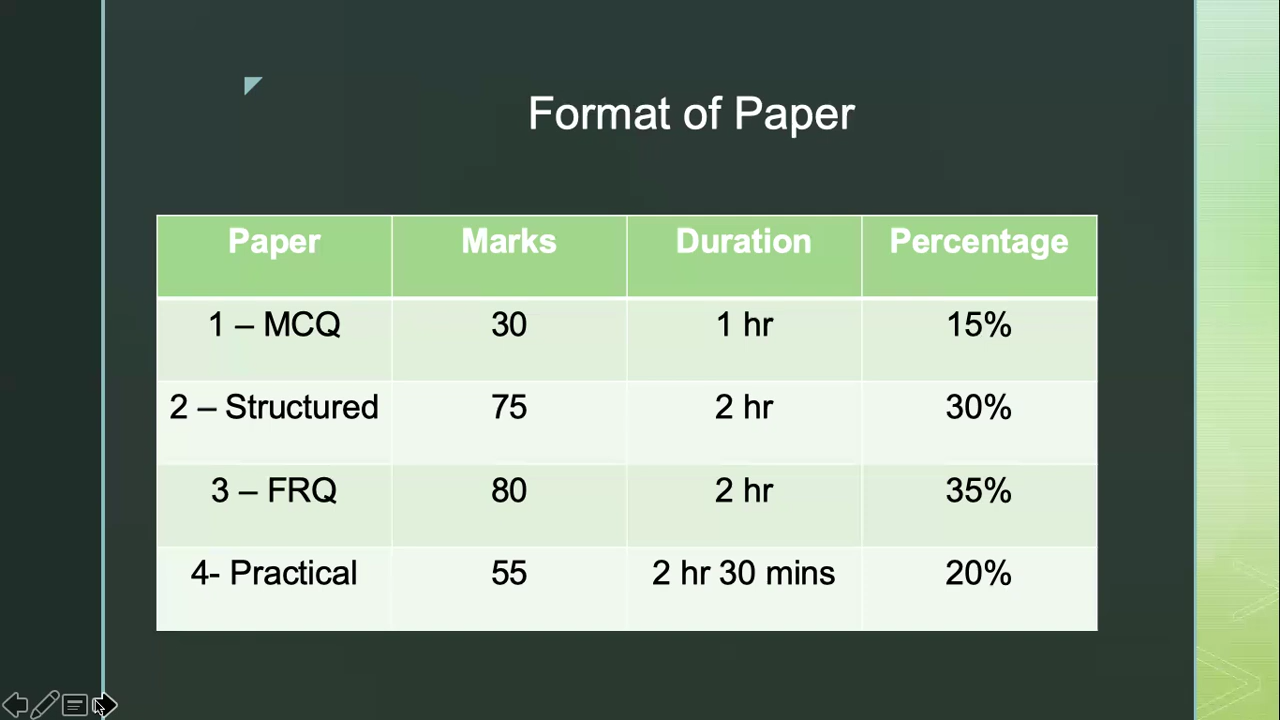 Format of Paper
Paper Marks Duration Percentage
1 – MCQ 30 1 hr 15%
2 – Structured 75 2 hr 30%
3 – FRQ 80 2 hr 35%
4- Practical 55 2 hr 30 mins 20%